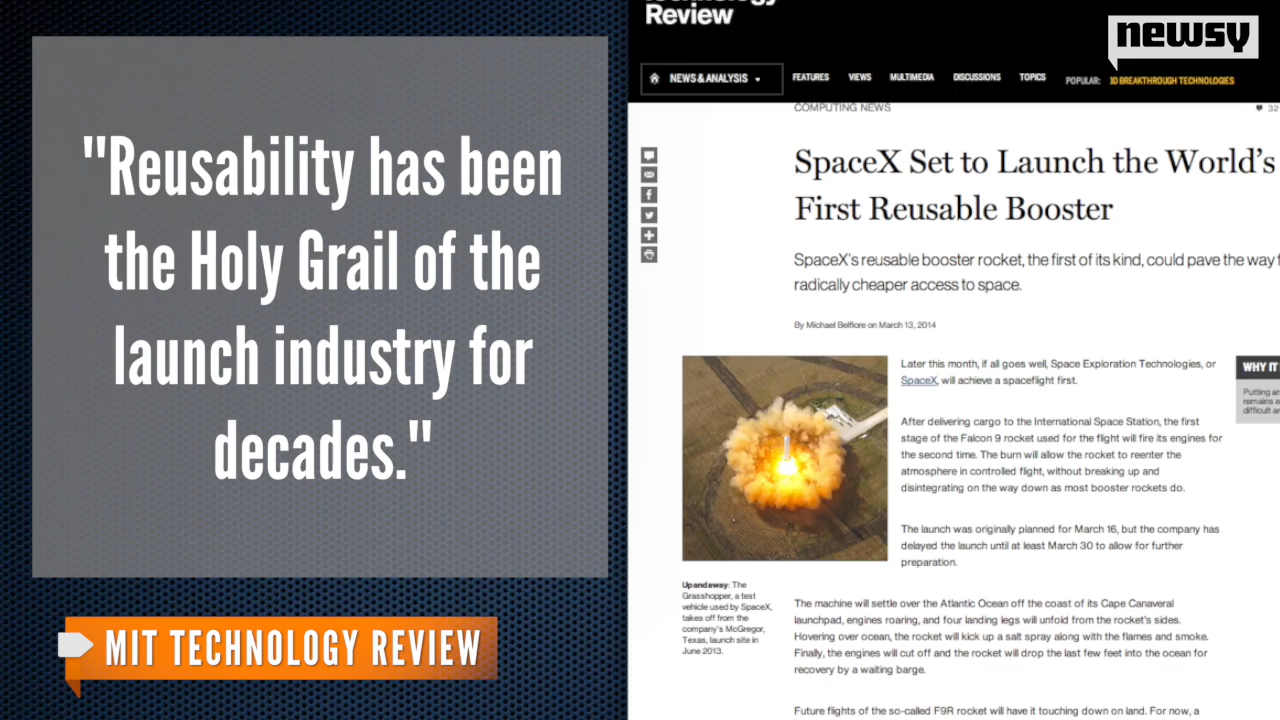 "Reusability has been
the Holy Grail of the
launch industry for
decades."
MIT TECHNOLOGY REVIEW
Review
newsy
NEWS & ANALYSIS
FEATURES VIEWS MULTIMEDIA DISCUSSIONS TOPICS POPULAR: 10 BREAKTHROUGH TECHNOLOGIES
COMPUTING NEWS
32
SpaceX Set to Launch the World's
First Reusable Booster
SpaceX's reusable booster rocket, the first of its kind, could pave the way
radically cheaper access to space.
By Michael Belfiore on March 13, 2014
Later this month, if all goes well, Space Exploration Technologies, or
SpaceX, will achieve a spaceflight first.
After delivering cargo to the International Space Station, the first
stage of the Falcon 9 rocket used for the flight will fire its engines for
the second time. The burn will allow the rocket to reenter the
atmosphere in controlled flight, without breaking up and
disintegrating on the way down as most booster rockets do.
The launch was originally planned for March 16, but the company has
delayed the launch until at least March 30 to allow for further
preparation.
WHY IT
Putting
remains
difficult
Up and away: The
Grasshopper, a test
vehicle used by SpaceX,
takes off from the
company's McGregor,
Texas, launch site in
June 2013.
The machine will settle over the Atlantic Ocean off the coast of its Cape Canaveral
launchpad, engines roaring, and four landing legs will unfold from the rocket's sides.
Hovering over ocean, the rocket will kick up a salt spray along with the flames and smoke.
Finally, the engines will cut off and the rocket will drop the last few feet into the ocean for
recovery by a waiting barge.
Future flights of the so-called F9R rocket will have it touching down on land. For now, a